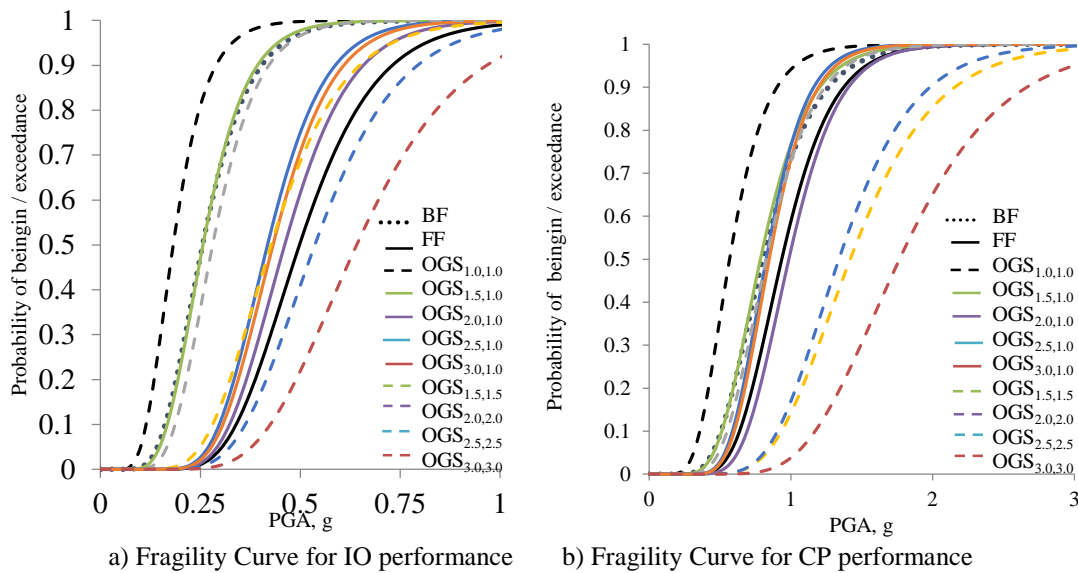 Probability of beingin / exceedance
1
0.9
0.8
0.7
0.6
0.5
0.4
0.3
0.2
0.1
0
0
0.25
0.5
0.75
1
PGA, g
BF
FF
OGS1.0,1.0
OGS1.5,1.0
OGS2.0,1.0
OGS2.5,1.0
OGS3.0,1.0
OGS1.5,1.5
OGS2.0,2.0
OGS2.5,2.5
OGS3.0,3.0
a) Fragility Curve for IO performance
Probability of beingin / exceedance
1
0.9
0.8
0.7
0.6
0.5
0.4
0.3
0.2
0.1
0
0
1
2
3
PGA, g
BF
FF
OGS1.0,1.0
OGS1.5,1.0
OGS2.0,1.0
OGS2.5,1.0
OGS3.0,1.0
OGS1.5,1.5
OGS2.0,2.0
OGS2.5,2.5
OGS3.0,3.0
b) Fragility Curve for CP performance